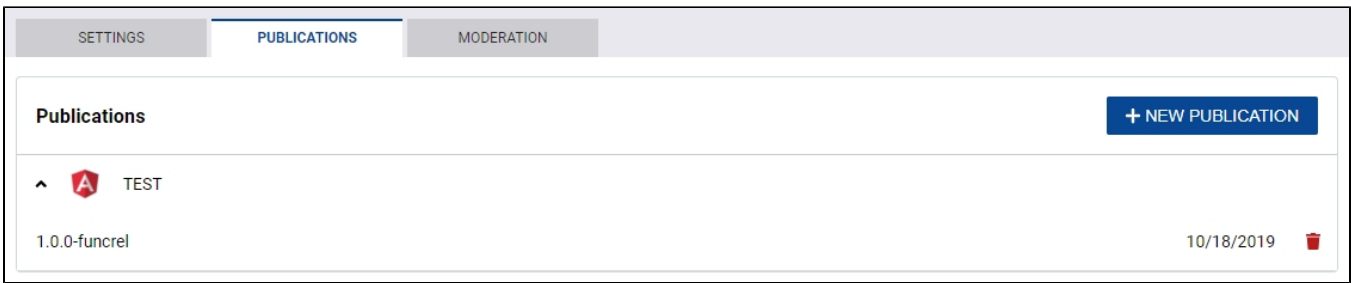 SETTINGS PUBLICATIONS MODERATION
Publications + NEW PUBLICATION
TEST
1.0.0-funcrel 10/18/2019